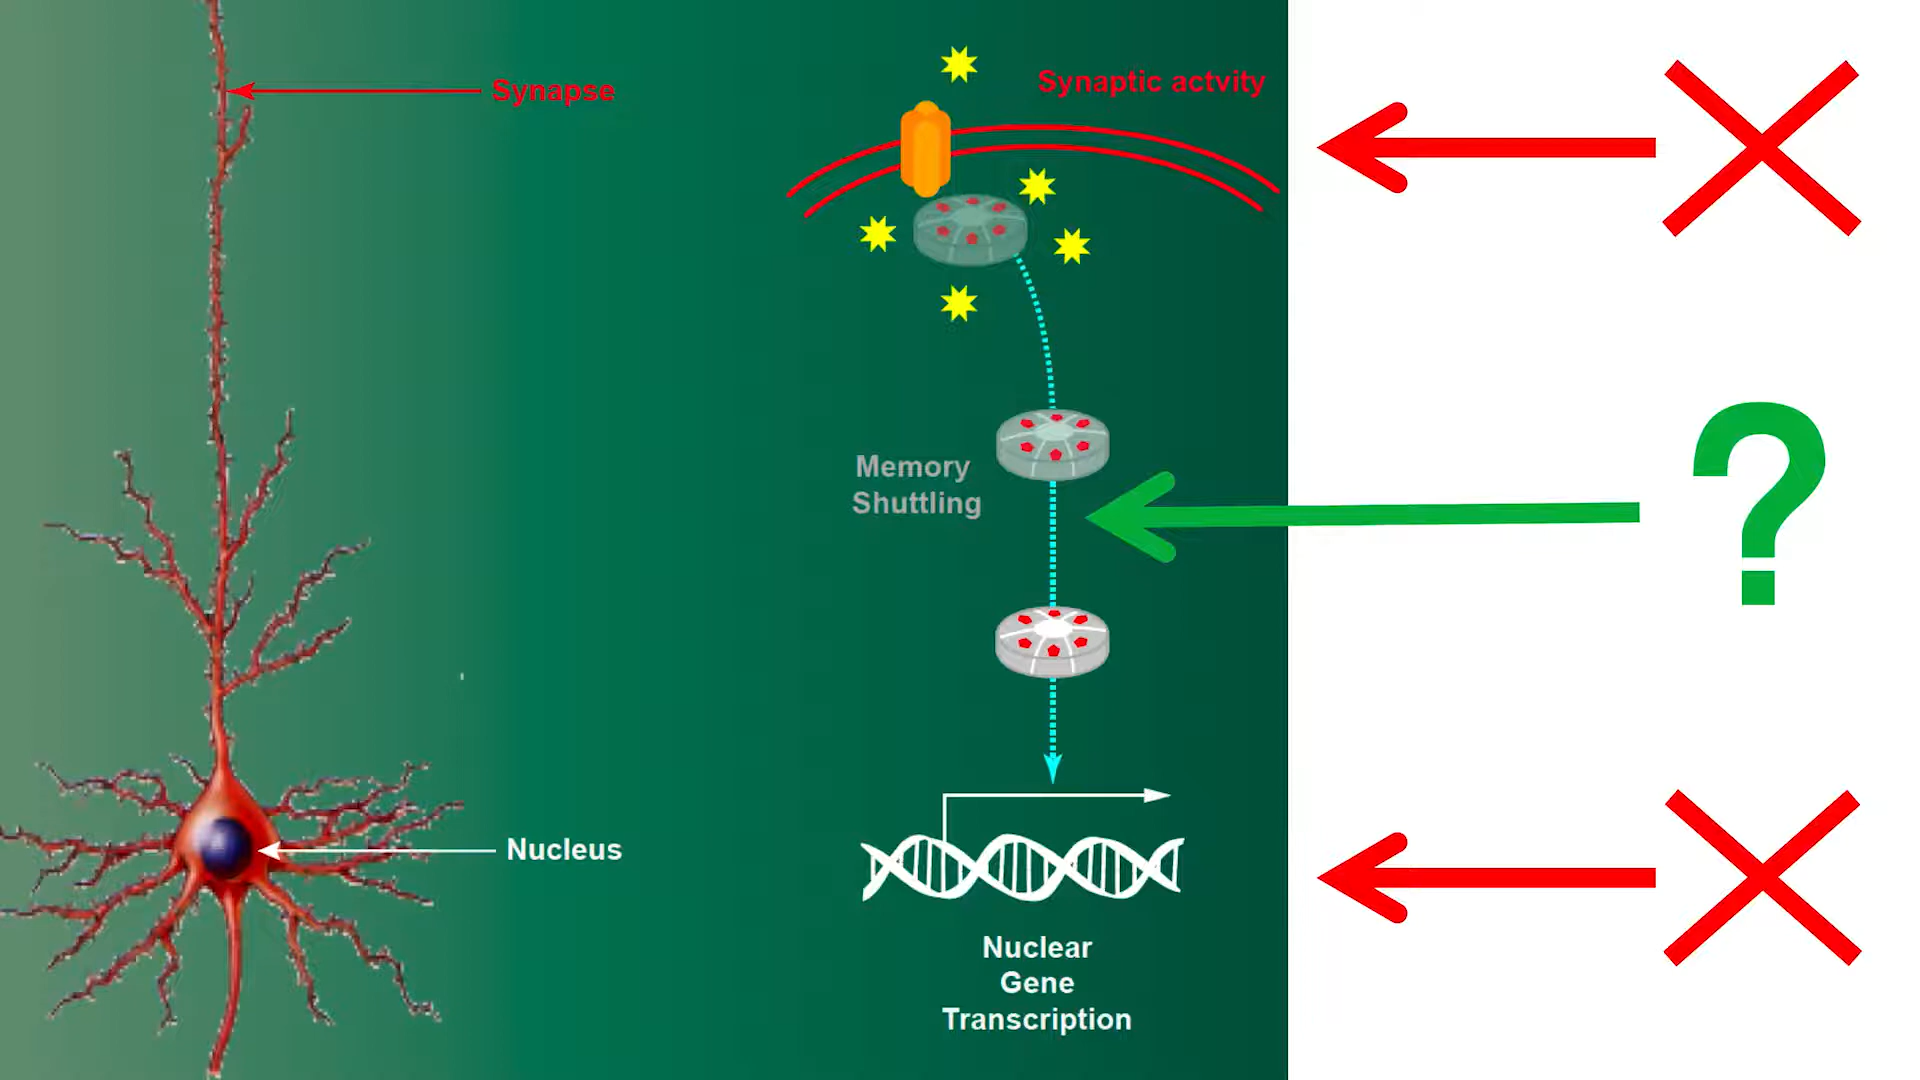 Synapse
Synaptic actvity
Memory
Shuttling
?
Nucleus
Nuclear
Gene
Transcription